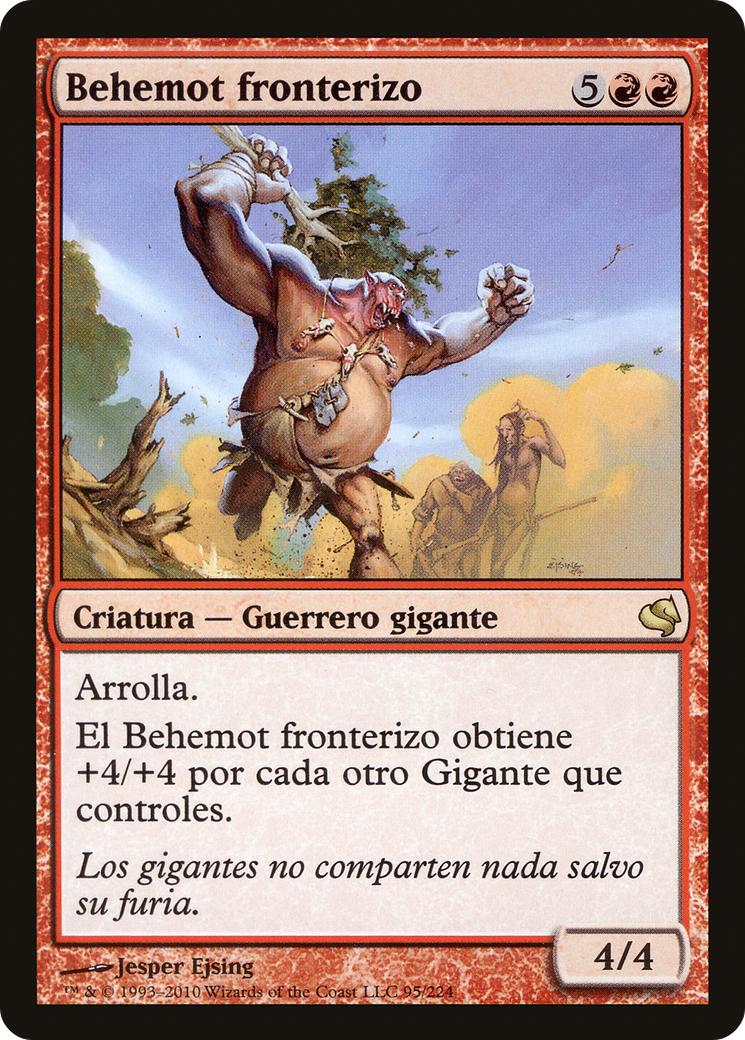 Behemot fronterizo 5
Criatura — Guerrero gigante
Arrolla.
El Behemot fronterizo obtiene
+4/+4 por cada otro Gigante que
controles.
Los gigantes no comparten nada salvo
su furia.
4/4
Jesper Ejsing
™ & © 1993–2010 Wizards of the Coast LLC 95/224
EJSING